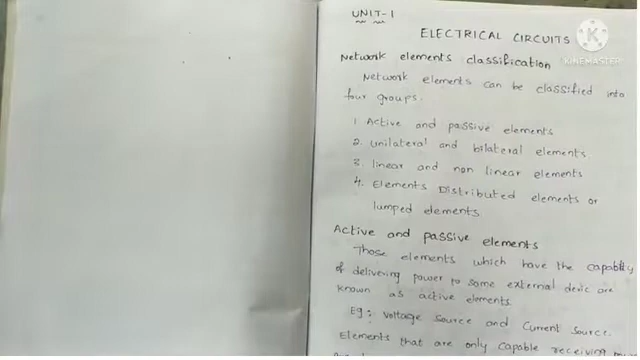 UNIT-1
ELECTRICAL CIRCUITS
KINEMASTER
Network elements classification
Network elements can be classified into
four groups.
1. Active and passive elements
2. unilateral and bilateral elements.
3. linear and non linear elements
4. Elements Distributed elements or
lumped elements
Active and passive elements
Those elements which have the capability
of delivering power to some external devic are
known as active elements.
Eg: Voltage Source and Current Source.
Elements that are only capable receiving